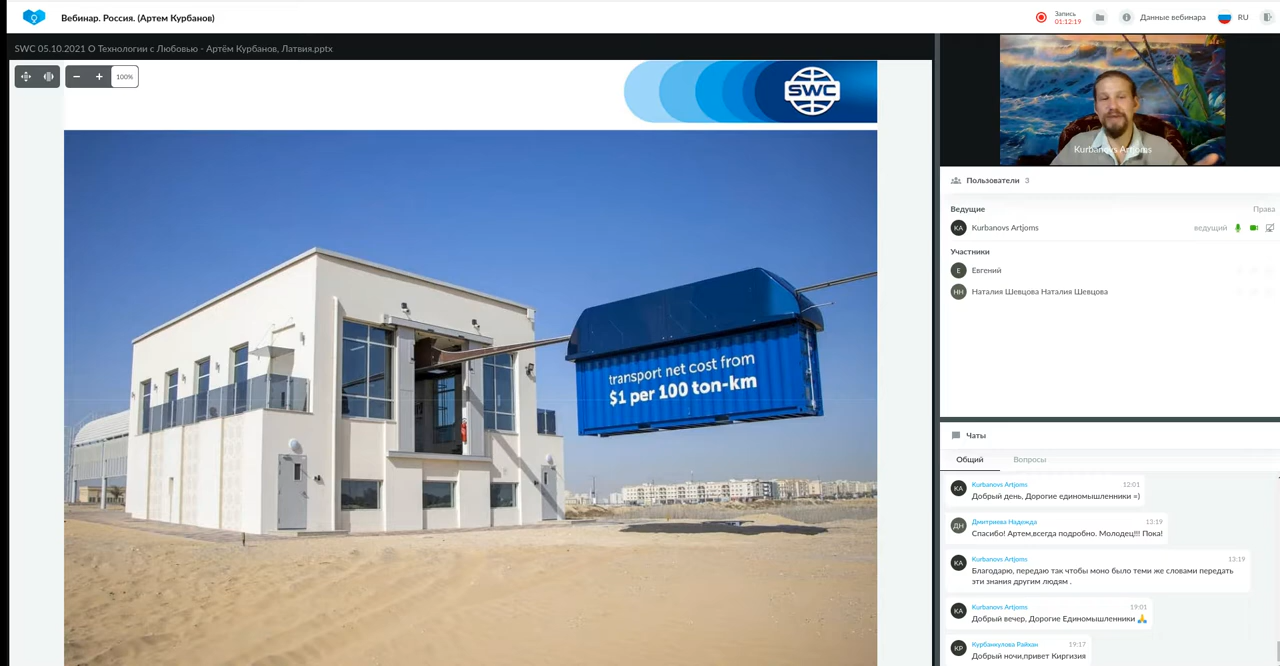 Вебинар. Россия. (Артем Курбанов)
Запись
01:12:19
Данные вебинара
RU
SWC 05.10.2021 О Технологии с Любовью - Артём Курбанов, Латвия.pptx
100%
SWC
transport net cost from
$1 per 100 ton-km
Kurbanovs Artjoms
Пользователи 3
Ведущие
Права
KA
Kurbanovs Artjoms
ведущий
Участники
Е
Евгений
НН
Наталия Шевцова Наталия Шевцова
Чаты
Общий
Вопросы
KA
Kurbanovs Artjoms
12:01
Добрый день, Дорогие единомышленники =)
ДН
Дмитриева Надежда
13:19
Спасибо! Артем,всегда подробно. Молодец!!! Пока!
KA
Kurbanovs Artjoms
13:19
Благодарю, передаю так чтобы моно было теми же словами передать
эти знания другим людям .
KA
Kurbanovs Artjoms
19:01
Добрый вечер, Дорогие Единомышленники 🙏
КР
Курбанкулова Райхан
19:17
Добрый ночи,привет Киргизия